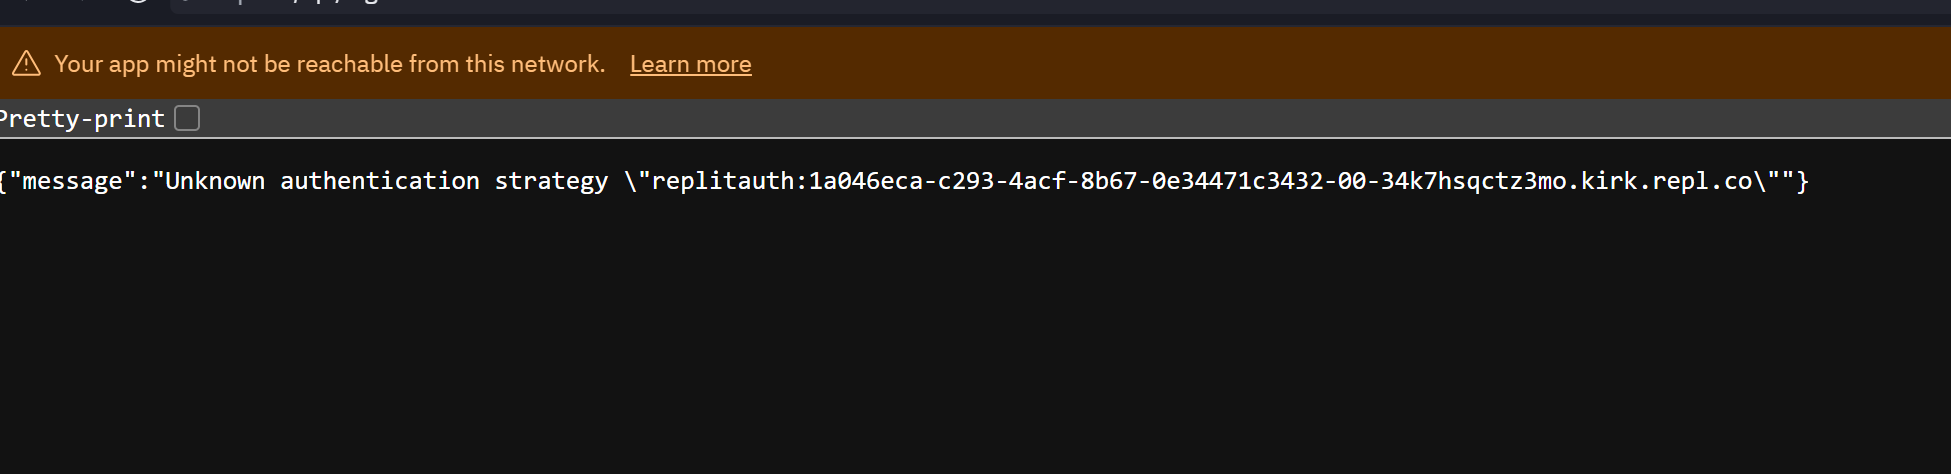 Your app might not be reachable from this network. Learn more
Pretty-print
{"message":"Unknown authentication strategy \"replitauth:1a046eca-c293-4acf-8b67-0e34471c3432-00-34k7hsqctz3mo.kirk.repl.co\""}